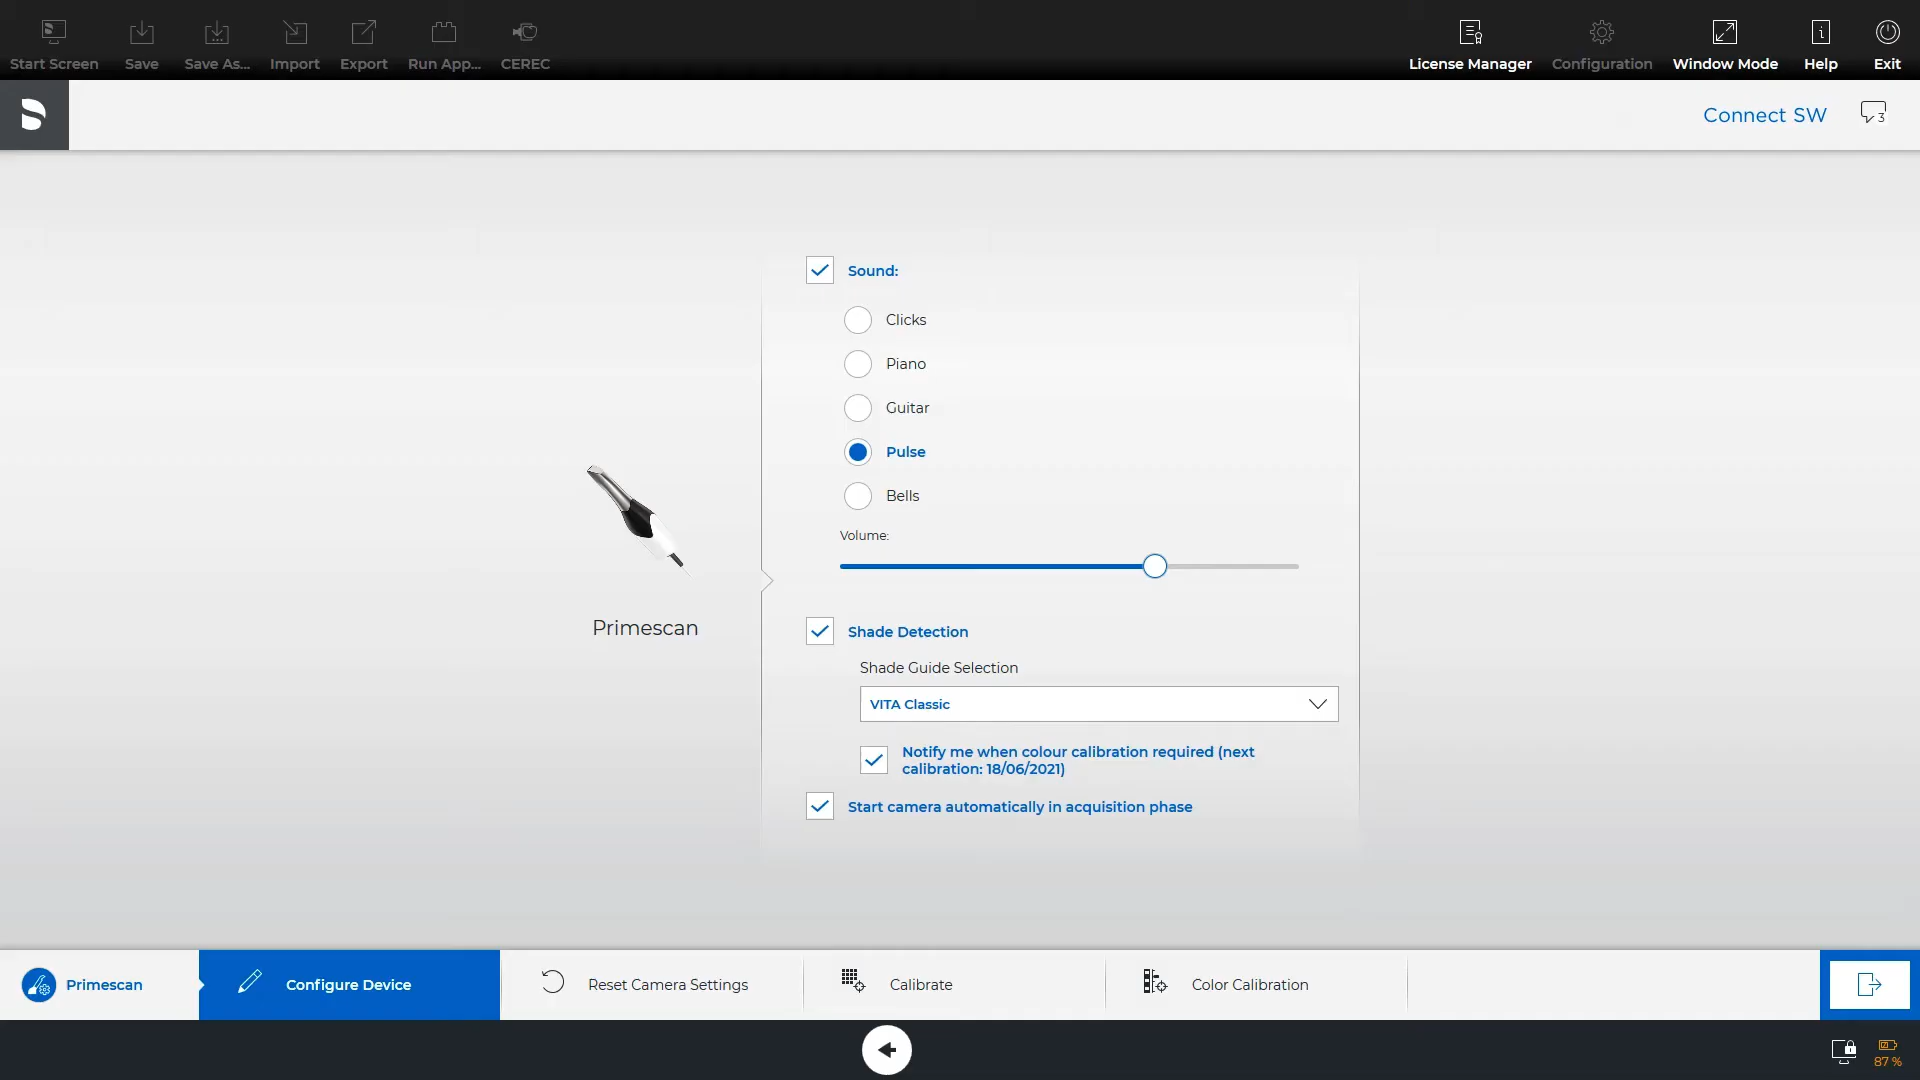 Start Screen
Save
Save As...
Import
Export
Run App...
CEREC
License Manager
Configuration
Window Mode
Help
Exit
Connect SW
3
Sound:
Clicks
Piano
Guitar
Pulse
Bells
Volume:
Primescan
Shade Detection
Shade Guide Selection
VITA Classic
Notify me when colour calibration required (next
calibration: 18/06/2021)
Start camera automatically in acquisition phase
Primescan
Configure Device
Reset Camera Settings
Calibrate
Color Calibration
87 %